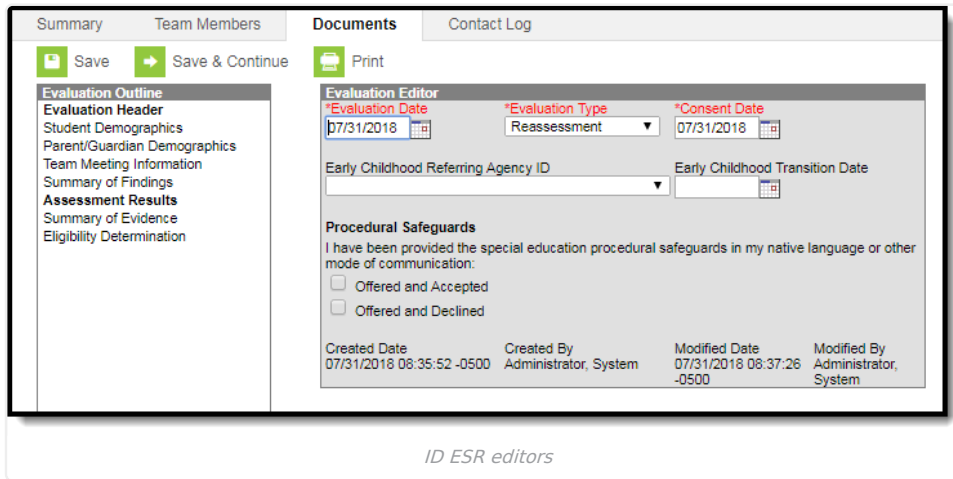 Summary Team Members Documents Contact Log
Save Save & Continue Print
Evaluation Outline
Evaluation Header
Student Demographics
Parent/Guardian Demographics
Team Meeting Information
Summary of Findings
Assessment Results
Summary of Evidence
Eligibility Determination
Evaluation Editor
*Evaluation Date *Evaluation Type *Consent Date
07/31/2018 Reassessment 07/31/2018
Early Childhood Referring Agency ID Early Childhood Transition Date
Procedural Safeguards
I have been provided the special education procedural safeguards in my native language or other
mode of communication:
Offered and Accepted
Offered and Declined
Created Date Created By Modified Date Modified By
07/31/2018 08:35:52 -0500 Administrator, System 07/31/2018 08:37:26 Administrator,
-0500 System
ID ESR editors